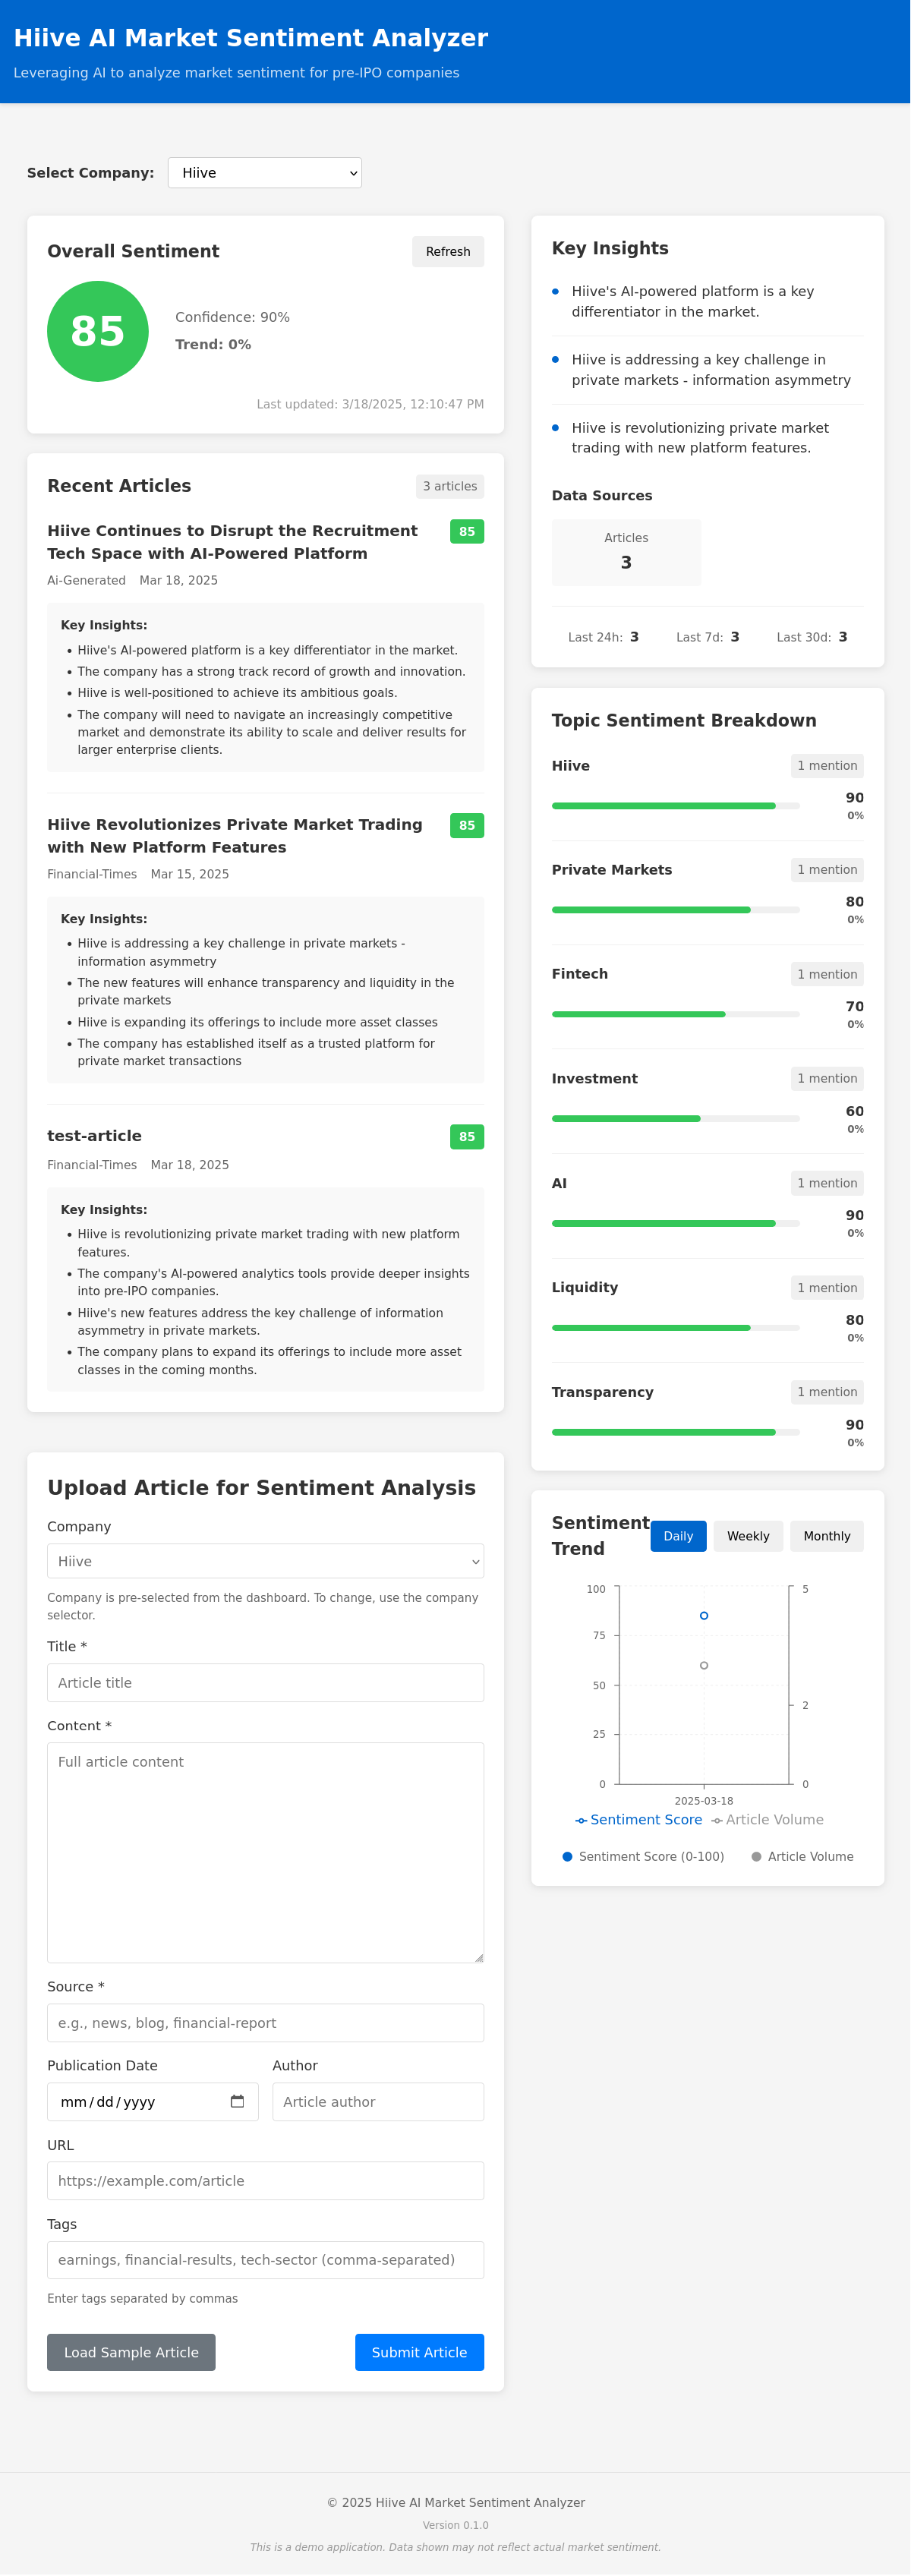 Hiive AI Market Sentiment Analyzer
Leveraging AI to analyze market sentiment for pre-IPO companies
Select Company:
Hiive
Overall Sentiment
Refresh
85
Confidence: 90%
Trend: 0%
Last updated: 3/18/2025, 12:10:47 PM
Recent Articles
3 articles
Hiive Continues to Disrupt the Recruitment
Tech Space with AI-Powered Platform
85
Ai-Generated Mar 18, 2025
Key Insights:
• Hiive's AI-powered platform is a key differentiator in the market.
• The company has a strong track record of growth and innovation.
• Hiive is well-positioned to achieve its ambitious goals.
• The company will need to navigate an increasingly competitive
market and demonstrate its ability to scale and deliver results for
larger enterprise clients.
Hiive Revolutionizes Private Market Trading
with New Platform Features
85
Financial-Times Mar 15, 2025
Key Insights:
• Hiive is addressing a key challenge in private markets -
information asymmetry
• The new features will enhance transparency and liquidity in the
private markets
• Hiive is expanding its offerings to include more asset classes
• The company has established itself as a trusted platform for
private market transactions
test-article
85
Financial-Times Mar 18, 2025
Key Insights:
• Hiive is revolutionizing private market trading with new platform
features.
• The company's AI-powered analytics tools provide deeper insights
into pre-IPO companies.
• Hiive's new features address the key challenge of information
asymmetry in private markets.
• The company plans to expand its offerings to include more asset
classes in the coming months.
Upload Article for Sentiment Analysis
Company
Hiive
Company is pre-selected from the dashboard. To change, use the company
selector.
Title *
Article title
Content *
Full article content
Source *
e.g., news, blog, financial-report
Publication Date
mm/dd/yyyy
Author
Article author
URL
https://example.com/article
Tags
earnings, financial-results, tech-sector (comma-separated)
Enter tags separated by commas
Load Sample Article
Submit Article
Key Insights
Hiive's AI-powered platform is a key
differentiator in the market.
Hiive is addressing a key challenge in
private markets - information asymmetry
Hiive is revolutionizing private market
trading with new platform features.
Data Sources
Articles
3
Last 24h: 3
Last 7d: 3
Last 30d: 3
Topic Sentiment Breakdown
Hiive
1 mention
90
0%
Private Markets
1 mention
80
0%
Fintech
1 mention
70
0%
Investment
1 mention
60
0%
AI
1 mention
90
0%
Liquidity
1 mention
80
0%
Transparency
1 mention
90
0%
Sentiment
Trend
Daily
Weekly
Monthly
100
75
50
25
0
5
2
0
2025-03-18
Sentiment Score
Article Volume
Sentiment Score (0-100)
Article Volume
© 2025 Hiive AI Market Sentiment Analyzer
Version 0.1.0
This is a demo application. Data shown may not reflect actual market sentiment.